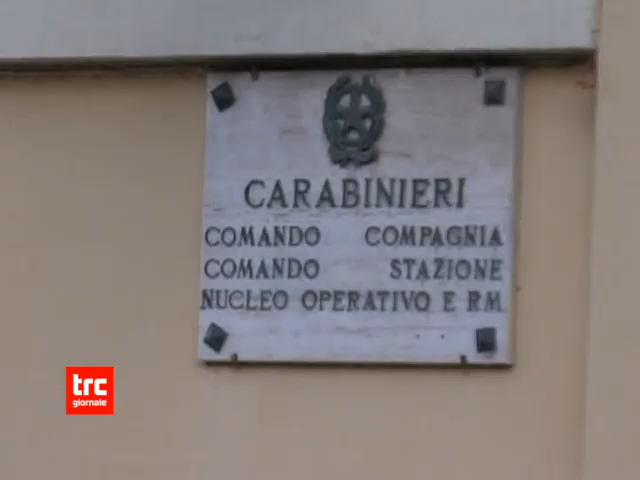 CARABINIERI
COMANDO COMPAGNIA
COMANDO STAZIONE
NUCLEO OPERATIVO E RM.
trc
giornale